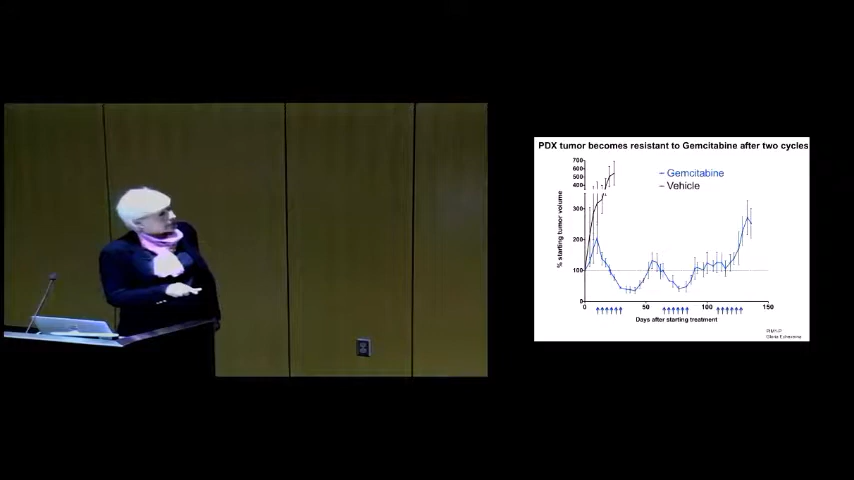 PDX tumor becomes resistant to Gemcitabine after two cycles
Gemcitabine
Vehicle
% starting tumor volume
700
600
500
400
300
200
100
0
0
50
100
150
Days after starting treatment